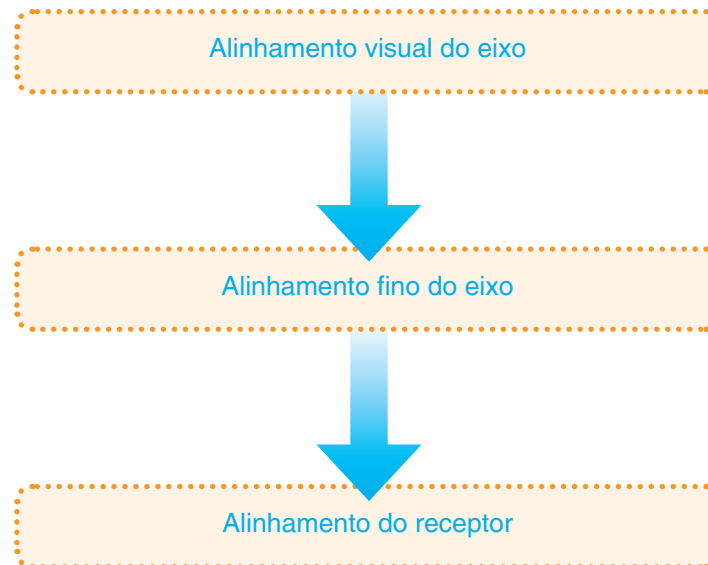 Alinhamento visual do eixo
Alinhamento fino do eixo
Alinhamento do receptor